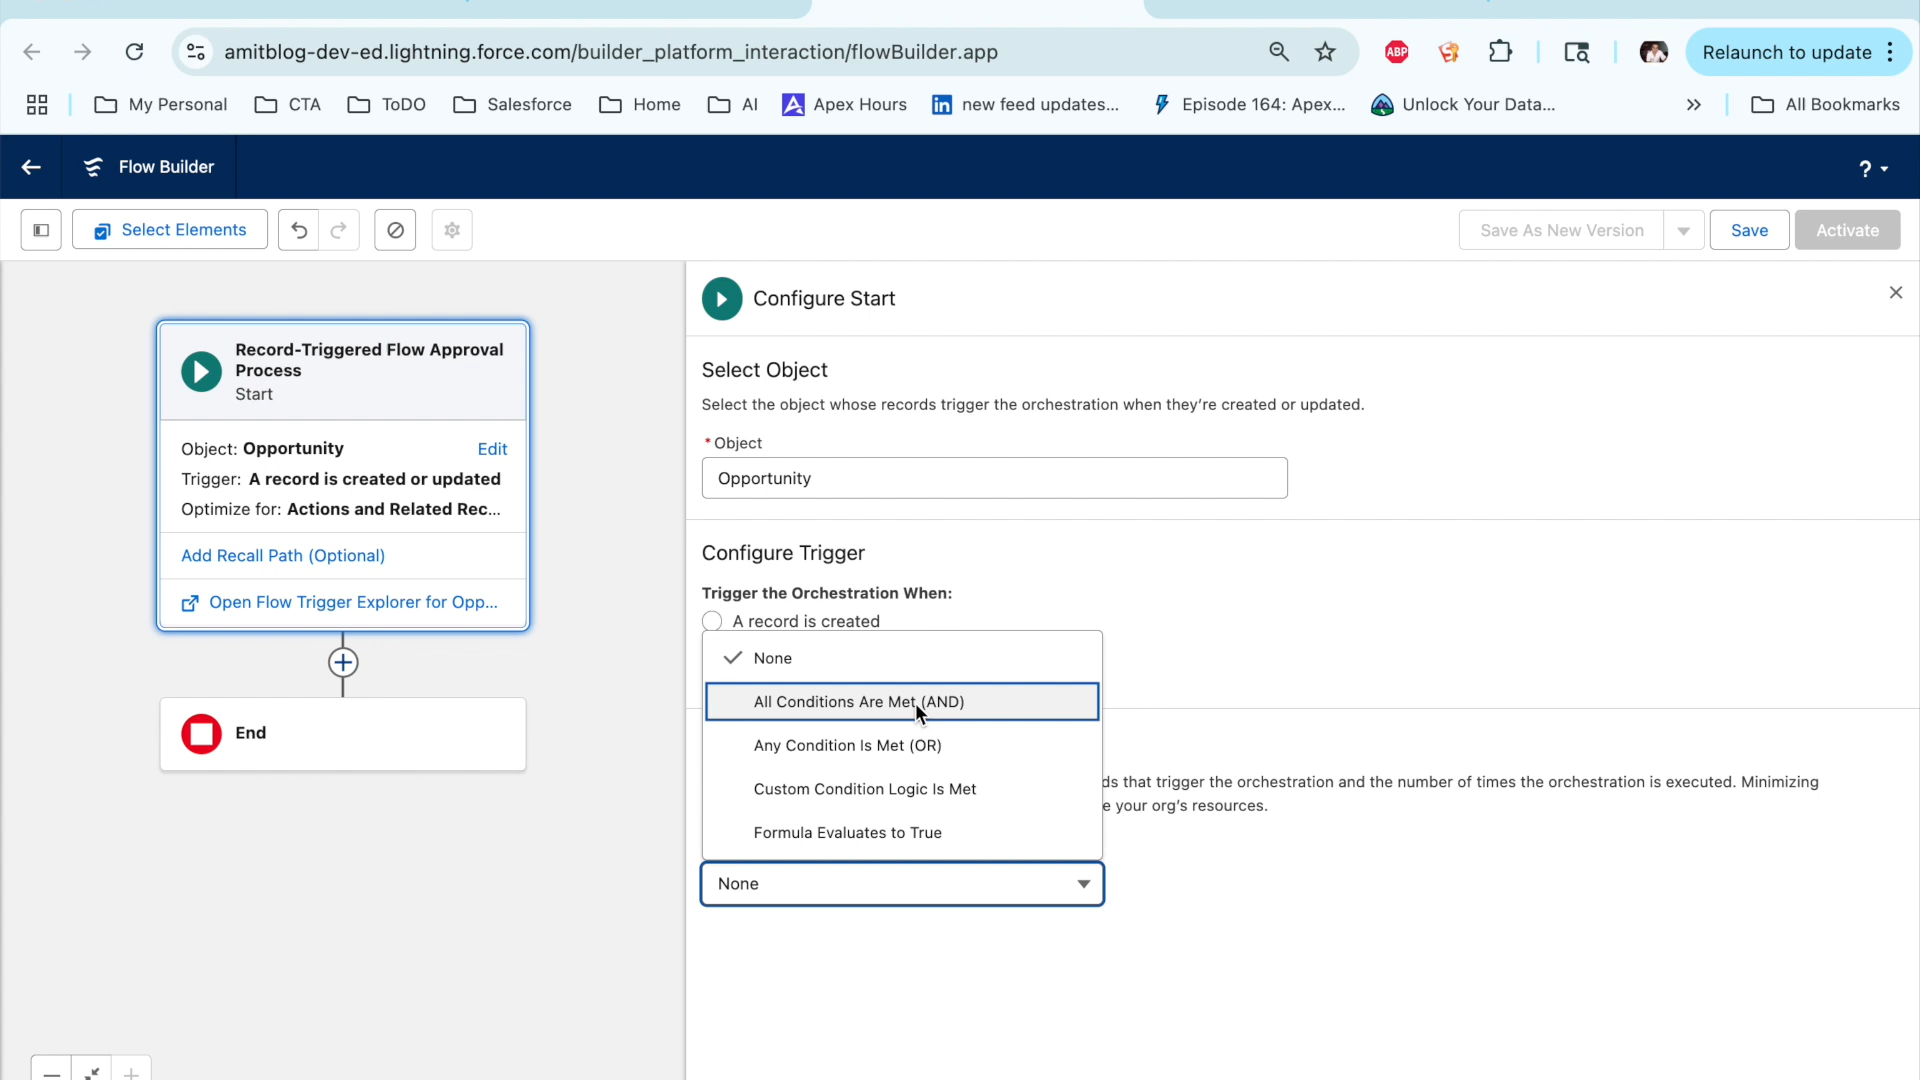 amitblog-dev-ed.lightning.force.com/builder_platform_interaction/flowBuilder.app
ABP
Relaunch to update
My Personal
CTA
ToDO
Salesforce
Home
AI
Apex Hours
new feed updates...
Episode 164: Apex...
Unlock Your Data...
All Bookmarks
Flow Builder
?
Select Elements
Save As New Version
Save
Activate
Record-Triggered Flow Approval
Process
Start
Object: Opportunity
Edit
Trigger: A record is created or updated
Optimize for: Actions and Related Rec...
Add Recall Path (Optional)
Open Flow Trigger Explorer for Opp...
End
Configure Start
Select Object
Select the object whose records trigger the orchestration when they're created or updated.
* Object
Opportunity
Configure Trigger
Trigger the Orchestration When:
A record is created
None
All Conditions Are Met (AND)
Any Condition Is Met (OR)
Custom Condition Logic Is Met
Formula Evaluates to True
ds that trigger the orchestration and the number of times the orchestration is executed. Minimizing
e your org's resources.
None